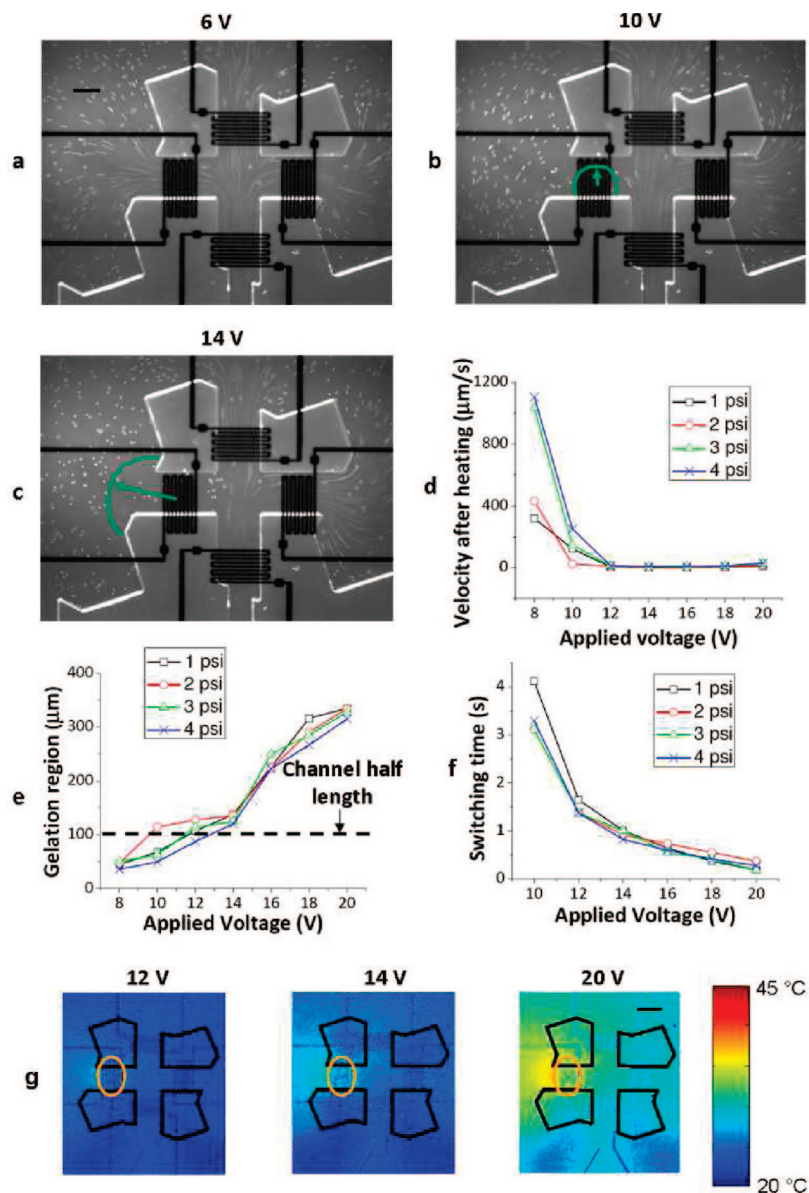 6 V
10 V
a
b
14 V
c
d
Velocity after heating (µm/s)
1200
800
400
0
1 psi
2 psi
3 psi
4 psi
8 10 12 14 16 18 20
Applied voltage (V)
e
Gelation region (µm)
400
300
200
100
0
1 psi
2 psi
3 psi
4 psi
Channel half
length
8 10 12 14 16 18 20
Applied Voltage (V)
f
Switching time (s)
4
3
2
1
0
1 psi
2 psi
3 psi
4 psi
10 12 14 16 18 20
Applied Voltage (V)
12 V
14 V
20 V
g
45 °C
20 °C